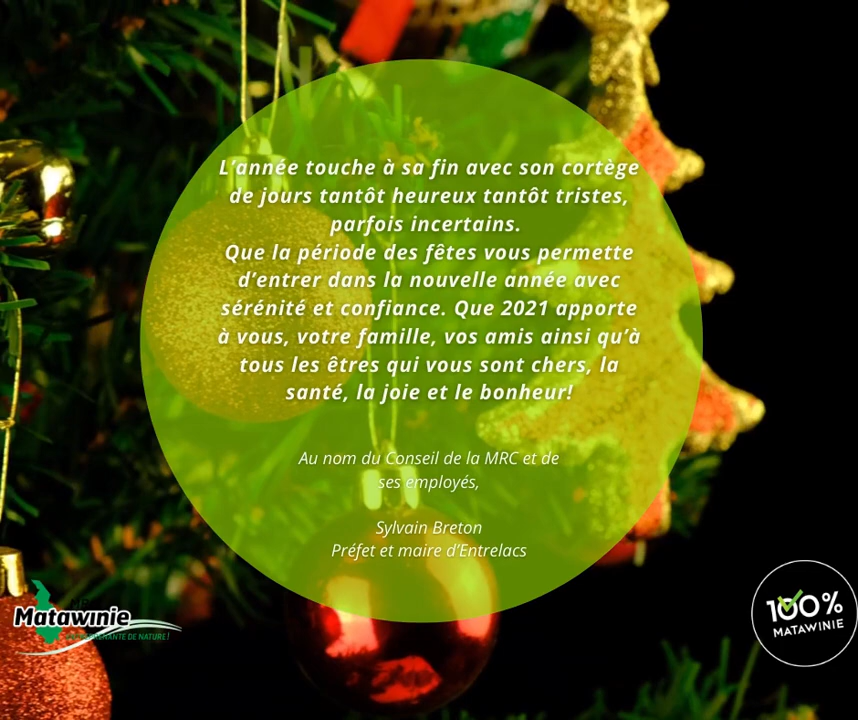 L'année touche à sa fin avec son cortège
de jours tantôt heureux tantôt tristes,
parfois incertains.
Que la période des fêtes vous permette
d'entrer dans la nouvelle année avec
sérénité et confiance. Que 2021 apporte
à vous, votre famille, vos amis ainsi qu'à
tous les êtres qui vous sont chers, la
santé, la joie et le bonheur!
Au nom du Conseil de la MRC et de
ses employés,
Sylvain Breton
Préfet et maire d'Entrelacs
Matawinie
DE NATURE!
100%
MATAWINIE